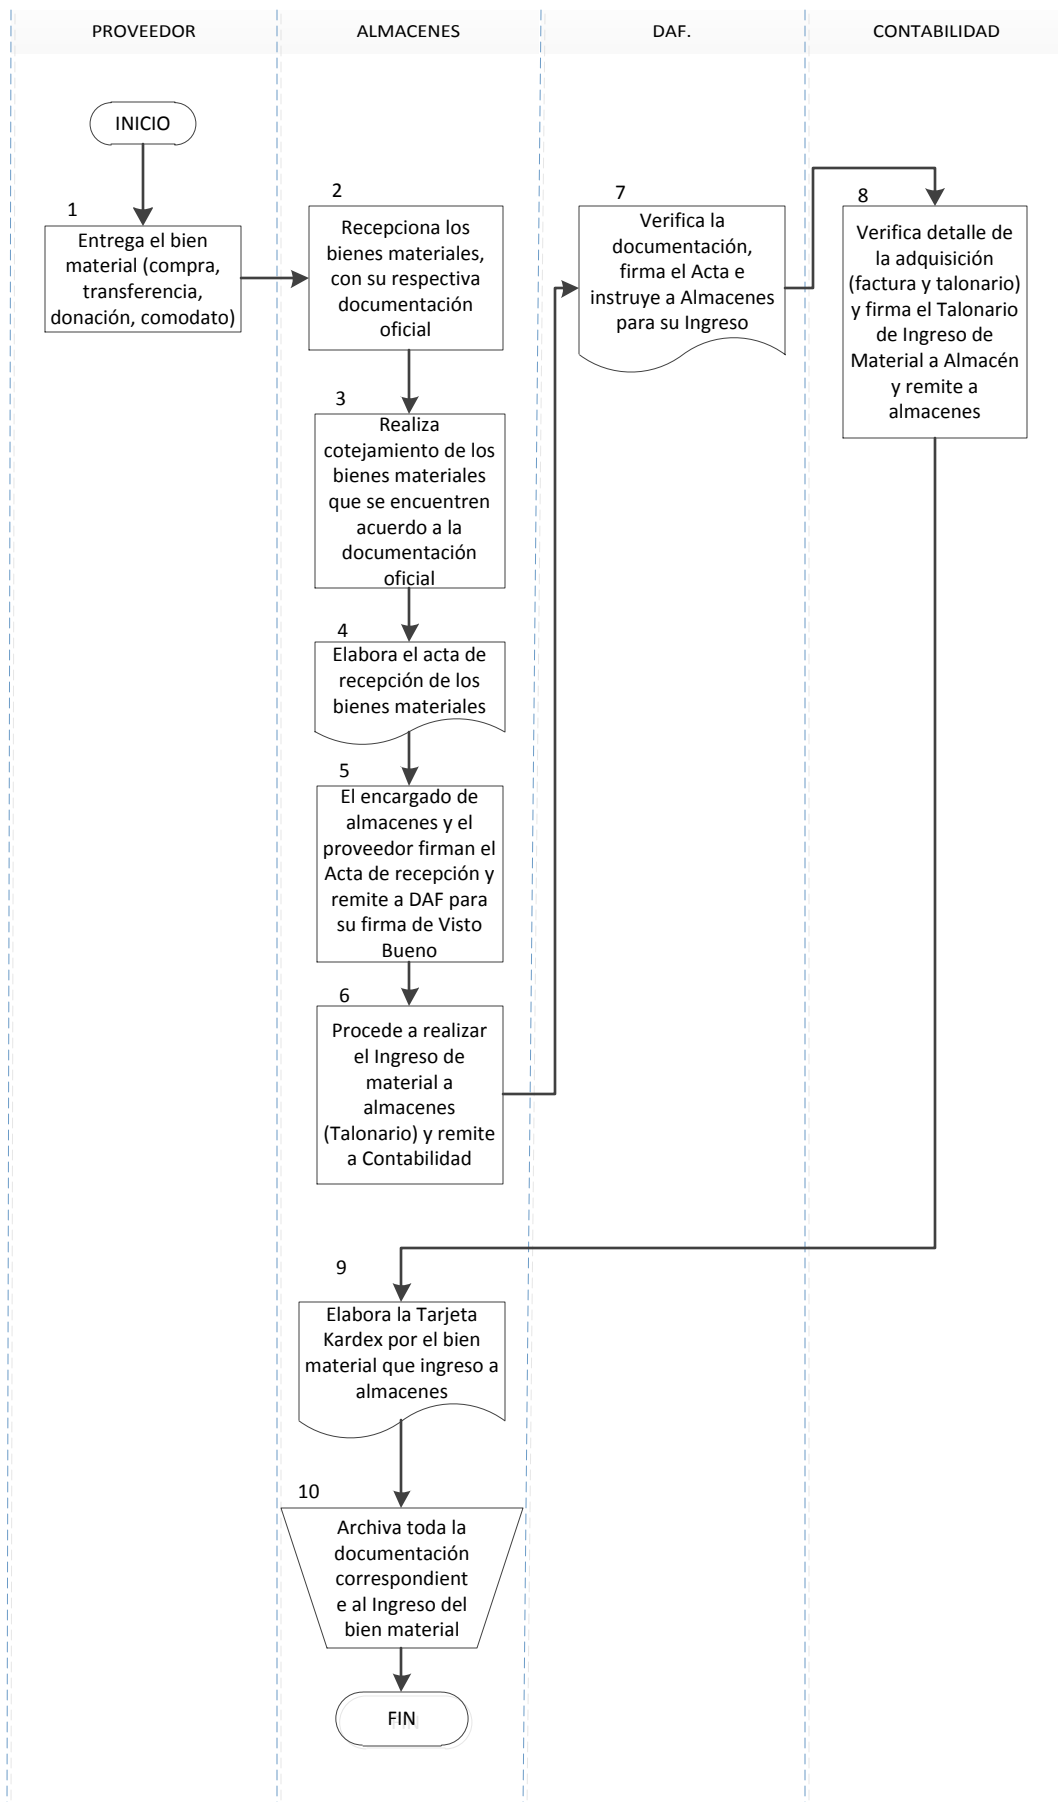 PROVEEDOR
ALMACENES
DAF.
CONTABILIDAD
INICIO
1
Entrega el bien
material (compra,
transferencia,
donación, comodato)
2
Recepciona los
bienes materiales,
con su respectiva
documentación
oficial
3
Realiza
cotejamiento de los
bienes materiales
que se encuentren
acuerdo a la
documentación
oficial
4
Elabora el acta de
recepción de los
bienes materiales
5
El encargado de
almacenes y el
proveedor firman el
Acta de recepción y
remite a DAF para
su firma de Visto
Bueno
6
Procede a realizar
el Ingreso de
material a
almacenes
(Talonario) y remite
a Contabilidad
7
Verifica la
documentación,
firma el Acta e
instruye a Almacenes
para su Ingreso
8
Verifica detalle de
la adquisición
(factura y talonario)
y firma el Talonario
de Ingreso de
Material a Almacén
y remite a
almacenes
9
Elabora la Tarjeta
Kardex por el bien
material que ingreso a
almacenes
10
Archiva toda la
documentación
correspondient
e al Ingreso del
bien material
FIN